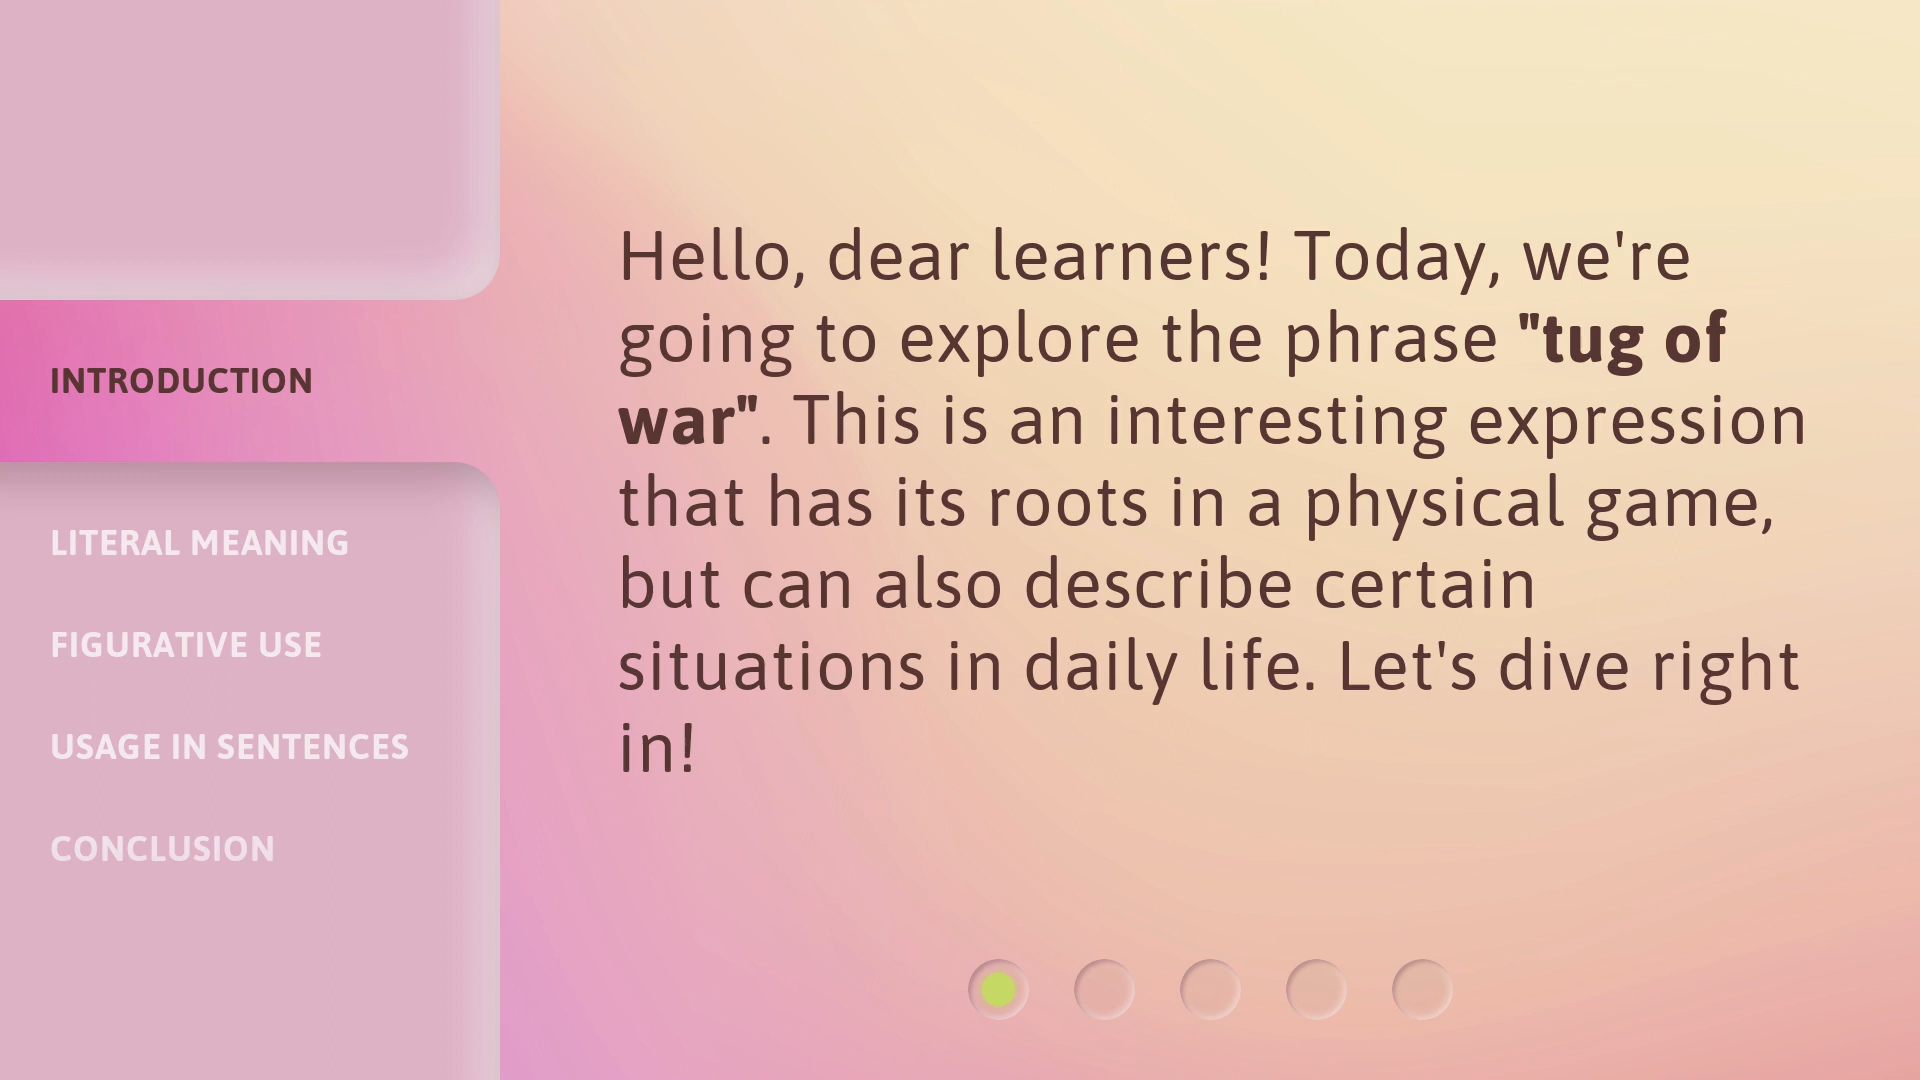 INTRODUCTION
LITERAL MEANING
FIGURATIVE USE
USAGE IN SENTENCES
CONCLUSION
Hello, dear learners! Today, we're
going to explore the phrase "tug of
war". This is an interesting expression
that has its roots in a physical game,
but can also describe certain
situations in daily life. Let's dive right
in!